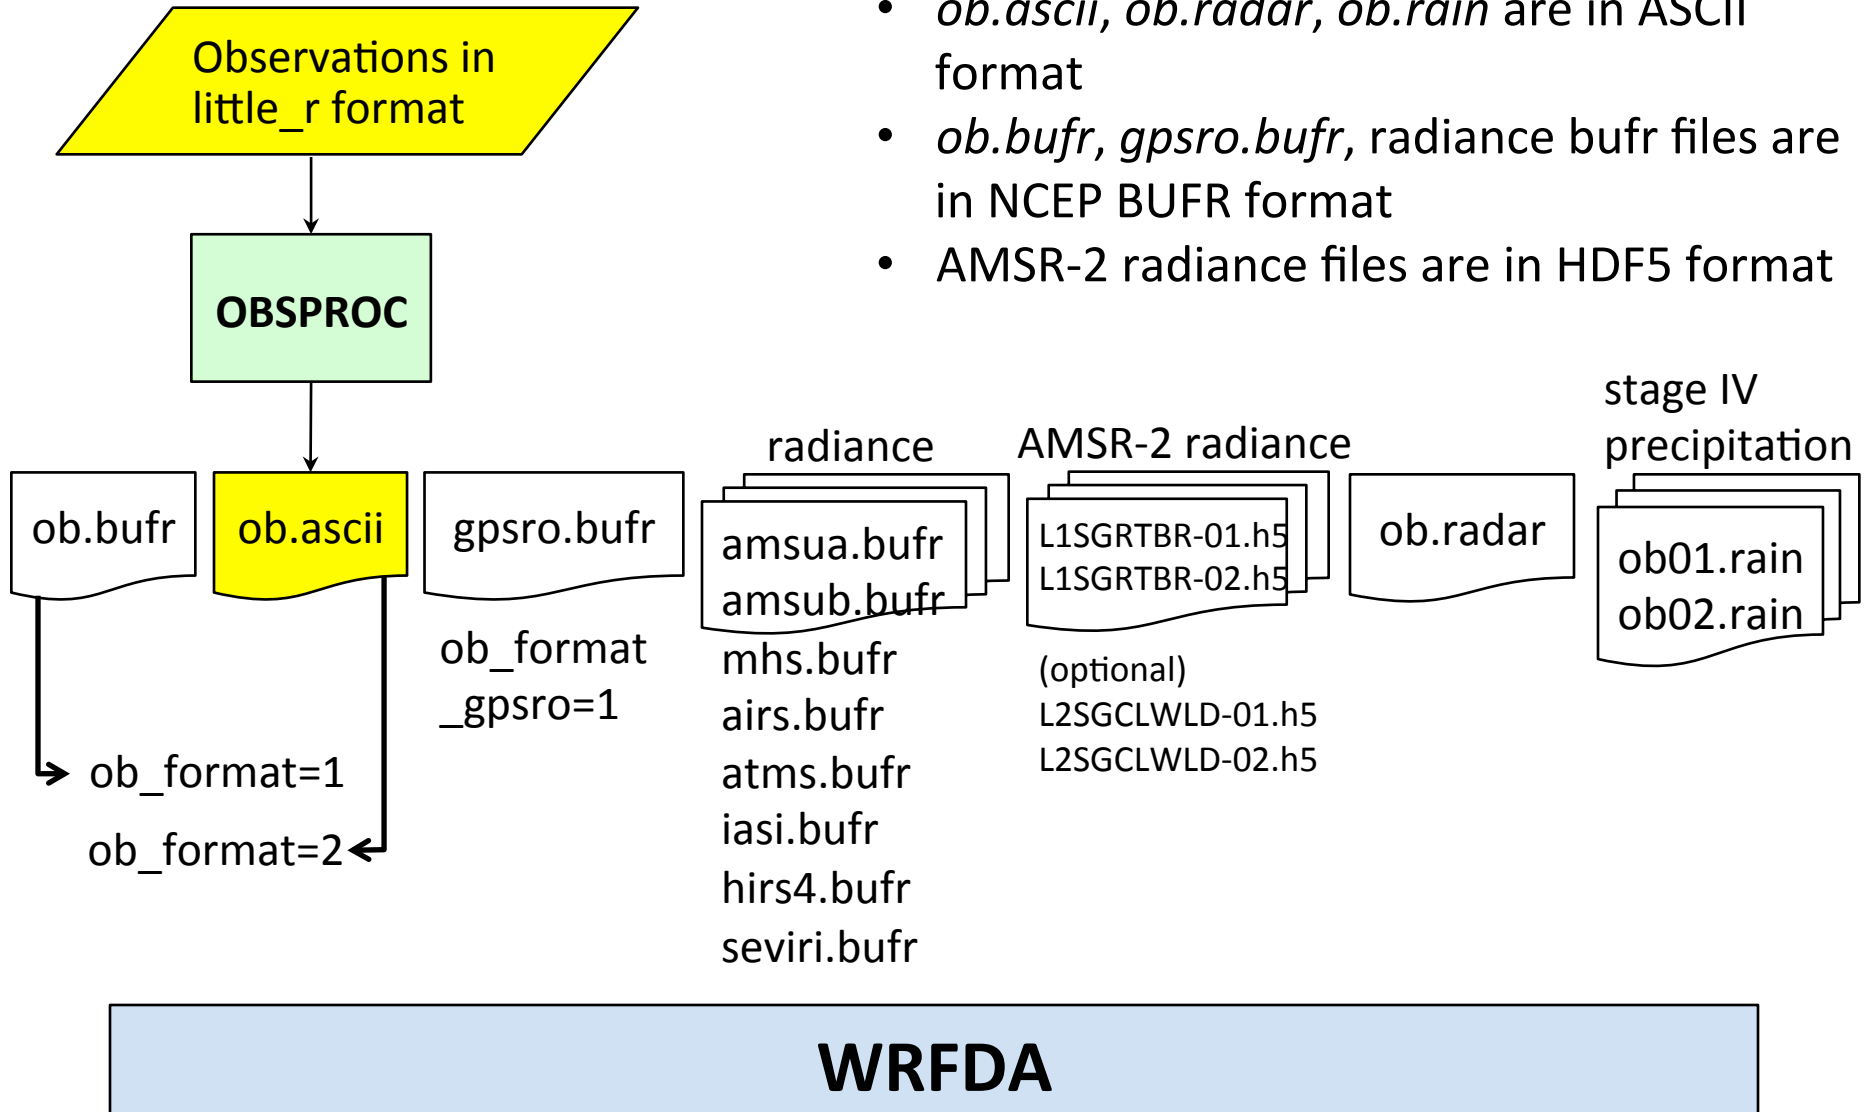 Observations in
little_r format
• ob.ascii, ob.radar, ob.rain are in ASCII
format
• ob.bufr, gpsro.bufr, radiance bufr files are
in NCEP BUFR format
• AMSR-2 radiance files are in HDF5 format
OBSPROC
ob.bufr
ob.ascii
gpsro.bufr
ob_format
_gpsro=1
ob_format=1
ob_format=2
radiance
amsua.bufr
amsub.bufr
mhs.bufr
airs.bufr
atms.bufr
iasi.bufr
hirs4.bufr
seviri.bufr
AMSR-2 radiance
L1SGRTBR-01.h5
L1SGRTBR-02.h5
(optional)
L2SGCLWLD-01.h5
L2SGCLWLD-02.h5
ob.radar
stage IV
precipitation
ob01.rain
ob02.rain
WRFDA